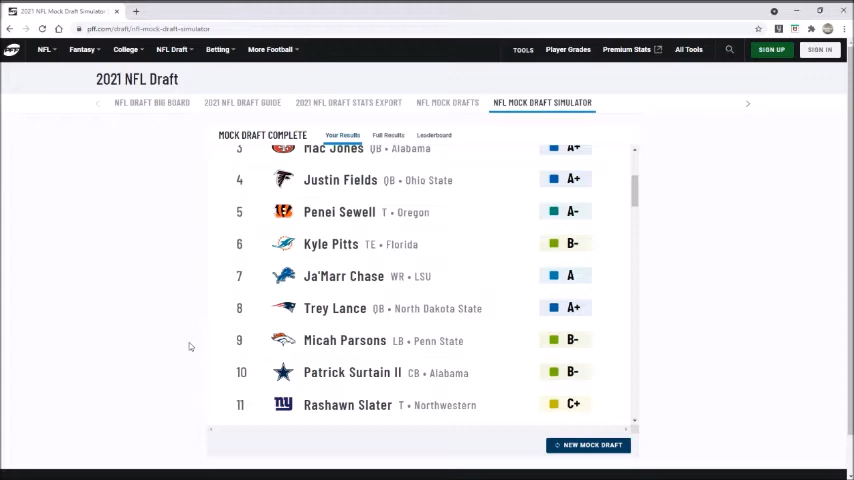 2021 NFL Mock Draft Simulator
pff.com/draft/nfl-mock-draft-simulator
PFF NFL Fantasy College NFL Draft Betting More Football TOOLS Player Grades Premium Stats All Tools SIGN UP SIGN IN
2021 NFL Draft
NFL DRAFT BIG BOARD 2021 NFL DRAFT GUIDE 2021 NFL DRAFT STATS EXPORT NFL MOCK DRAFTS NFL MOCK DRAFT SIMULATOR
MOCK DRAFT COMPLETE Your Results Full Results Leaderboard
3 Mac Jones QB • Alabama A+
4 Justin Fields QB • Ohio State A+
5 Penei Sewell T • Oregon A-
6 Kyle Pitts TE • Florida B-
7 Ja'Marr Chase WR • LSU A
8 Trey Lance QB • North Dakota State A+
9 Micah Parsons LB • Penn State B-
10 Patrick Surtain II CB • Alabama B-
11 ny Rashawn Slater T • Northwestern C+
NEW MOCK DRAFT